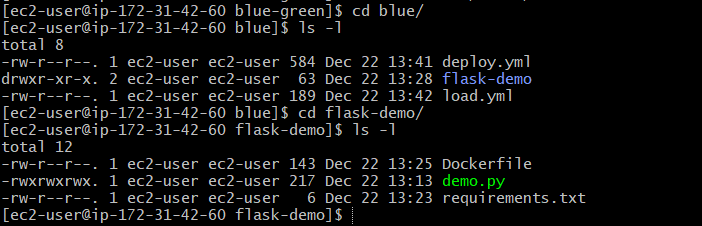 [ec2-user@ip-172-31-42-60 blue-green]$ cd blue/
[ec2-user@ip-172-31-42-60 blue]$ ls -l
total 8
-rw-r--r--. 1 ec2-user ec2-user 584 Dec 22 13:41 deploy.yml
drwxr-xr-x. 2 ec2-user ec2-user  63 Dec 22 13:28 flask-demo
-rw-r--r--. 1 ec2-user ec2-user 189 Dec 22 13:42 load.yml
[ec2-user@ip-172-31-42-60 blue]$ cd flask-demo/
[ec2-user@ip-172-31-42-60 flask-demo]$ ls -l
total 12
-rw-r--r--. 1 ec2-user ec2-user 143 Dec 22 13:25 Dockerfile
-rwxrwxrwx. 1 ec2-user ec2-user 217 Dec 22 13:13 demo.py
-rw-r--r--. 1 ec2-user ec2-user   6 Dec 22 13:23 requirements.txt
[ec2-user@ip-172-31-42-60 flask-demo]$